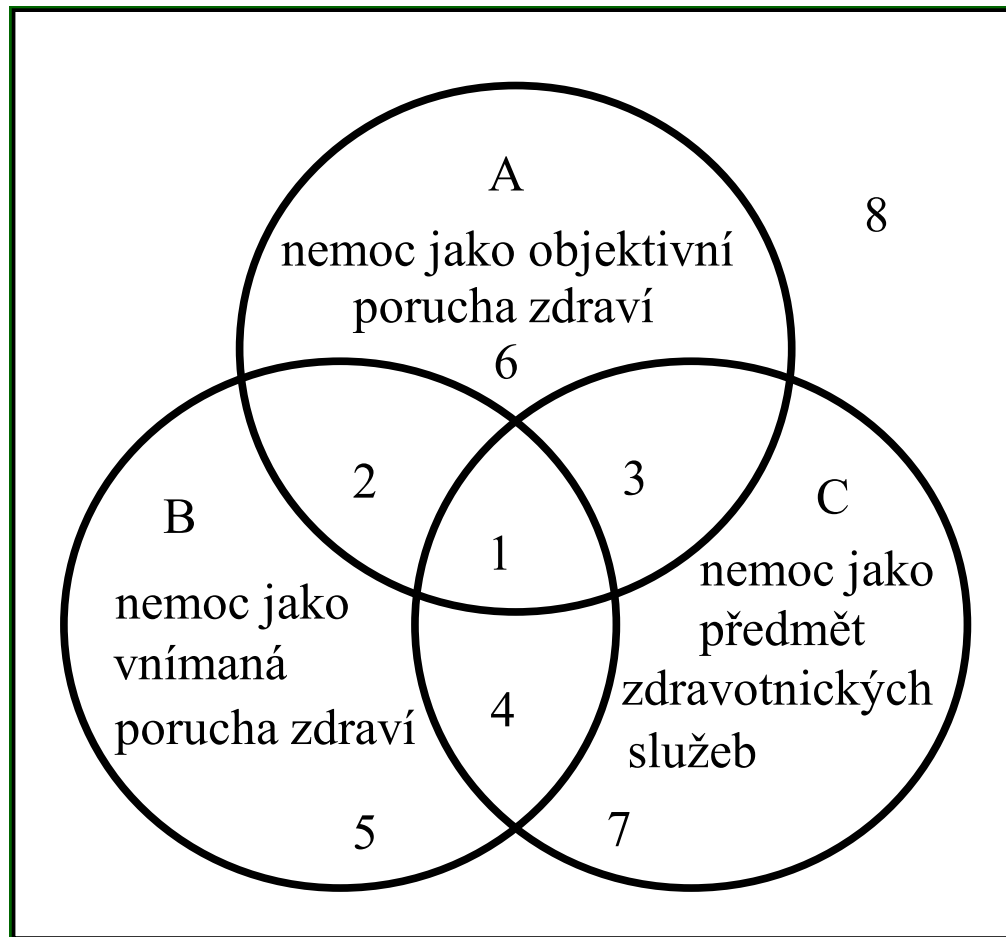 A
8
nemoc jako objektivní
porucha zdraví
6
2
3
B
C
1
nemoc jako
vnímaná
porucha zdraví
nemoc jako
předmět
zdravotnických
služeb
4
5
7